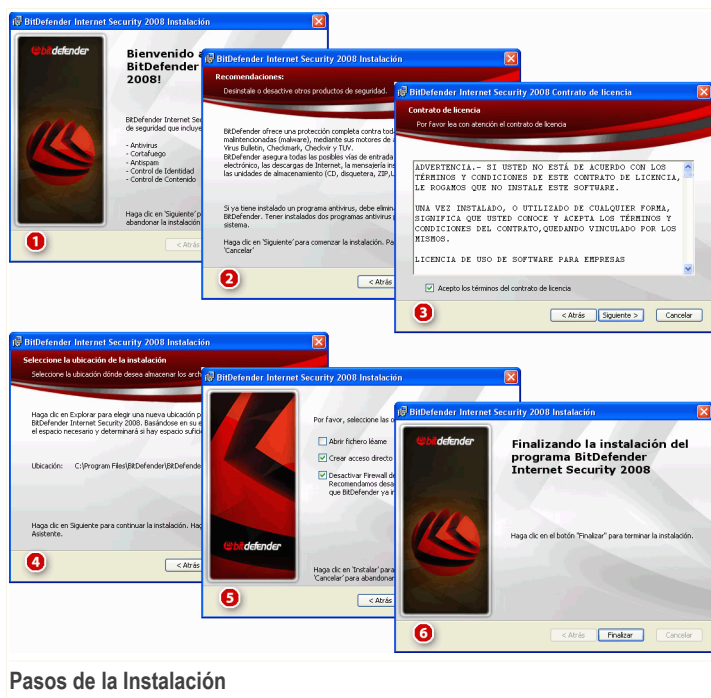 BitDefender Internet Security 2008 Instalación
bitdefender
Bienvenido a
BitDefender
2008!
BitDefender Internet Sec
de seguridad que incluye
- Antivirus
- Cortafuego
- Antispam
- Control de Identidad
- Control de Contenido
Haga clic en 'Siguiente' p
abandonar la instalación
< Atrás
1
BitDefender Internet Security 2008 Instalación
Recomendaciones:
Desinstale o desactive otros productos de seguridad.
BitDefender ofrece una protección completa contra tod
malintencionadas (malware), mediante sus motores de a
Virus Bulletin, Checkmark, Checkvir y TUV.
BitDefender asegura todas las posibles vías de entrada
electrónico, las descargas de Internet, la mensajería ins
las unidades de almacenamiento (CD, disquetera, ZIP,L
Si ya tiene instalado un programa antivirus, debe elimin
BitDefender. Tener instalados dos programas antivirus p
sistema.
Haga clic en 'Siguiente' para comenzar la instalación. Pa
'Cancelar'
< Atrás
2
BitDefender Internet Security 2008 Contrato de licencia
Contrato de licencia
Por favor lea con atención el contrato de licencia
ADVERTENCIA.- SI USTED NO ESTÁ DE ACUERDO CON LOS
TÉRMINOS Y CONDICIONES DE ESTE CONTRATO DE LICENCIA,
LE ROGAMOS QUE NO INSTALE ESTE SOFTWARE.
UNA VEZ INSTALADO, O UTILIZADO DE CUALQUIER FORMA,
SIGNIFICA QUE USTED CONOCE Y ACEPTA LOS TÉRMINOS Y
CONDICIONES DEL CONTRATO,QUEDANDO VINCULADO POR LOS
MISMOS.
LICENCIA DE USO DE SOFTWARE PARA EMPRESAS
Acepto los términos del contrato de licencia
< Atrás Siguiente > Cancelar
3
BitDefender Internet Security 2008 Instalación
Seleccione la ubicación de la instalación
Seleccione la ubicación dónde desea almacenar los arch
Haga clic en Explorar para elegir una nueva ubicación p
BitDefender Internet Security 2008. Basándose en su e
el espacio necesario y determinará si hay espacio sufici
Ubicación: C:\Program Files\BitDefender\BitDefende
Haga clic en Siguiente para continuar la instalación. Hag
Asistente.
< Atrás
4
BitDefender Internet Security 2008 Instalación
bitdefender
Por favor, seleccione las o
Abrir fichero léame
Crear acceso directo
Desactivar Firewall d
Recomendamos desa
que BitDefender ya i
Haga clic en 'Instalar' para
'Cancelar' para abandonar
< Atrás
5
BitDefender Internet Security 2008 Instalación
bitdefender
Finalizando la instalación del
programa BitDefender
Internet Security 2008
Haga clic en el botón "Finalizar" para terminar la instalación.
< Atrás Finalizar Cancelar
6
Pasos de la Instalación